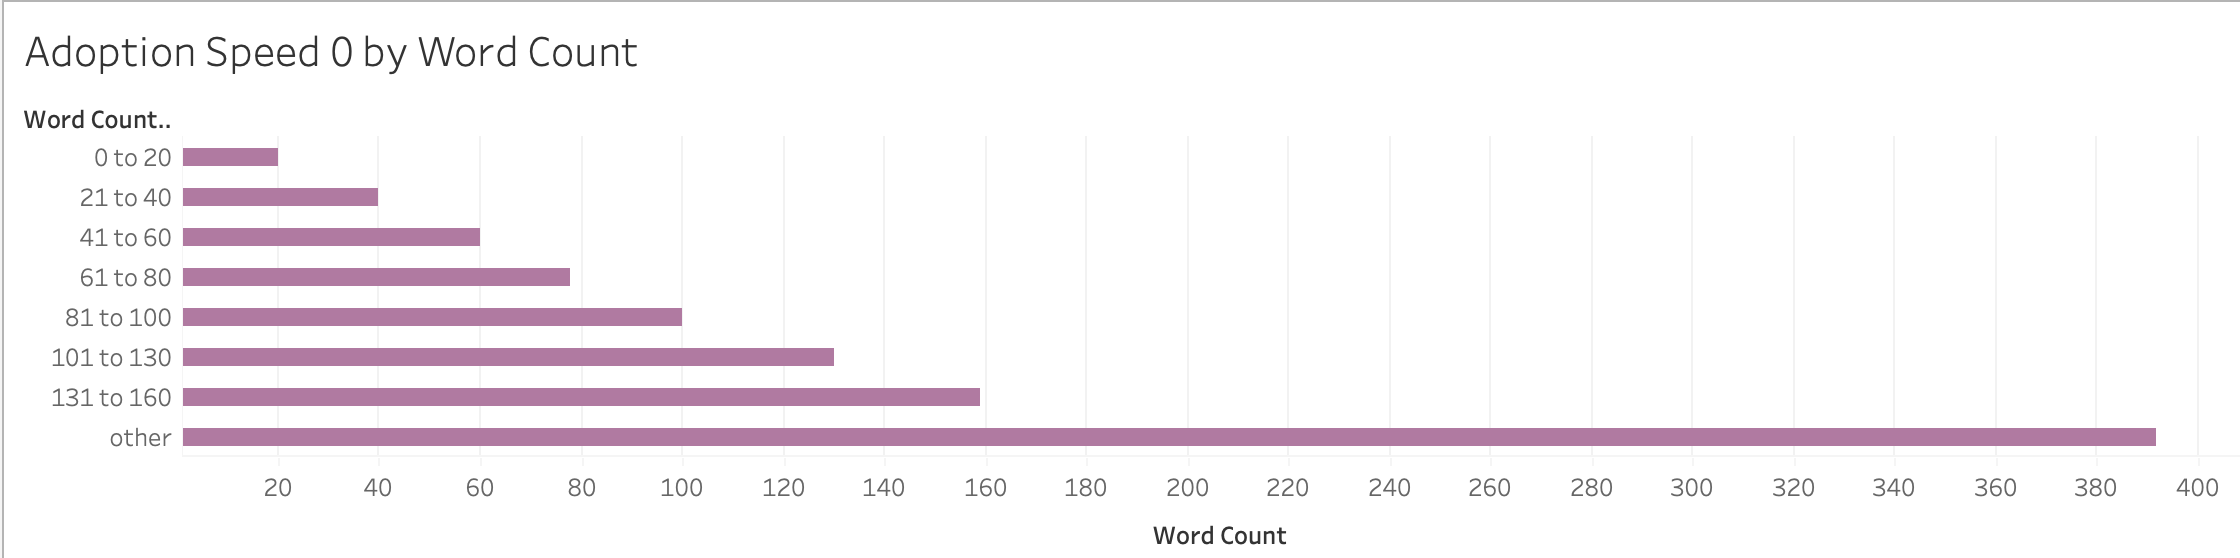 Adoption Speed 0 by Word Count
Word Count..
0 to 20
21 to 40
41 to 60
61 to 80
81 to 100
101 to 130
131 to 160
other
20 40 60 80 100 120 140 160 180 200 220 240 260 280 300 320 340 360 380 400
Word Count